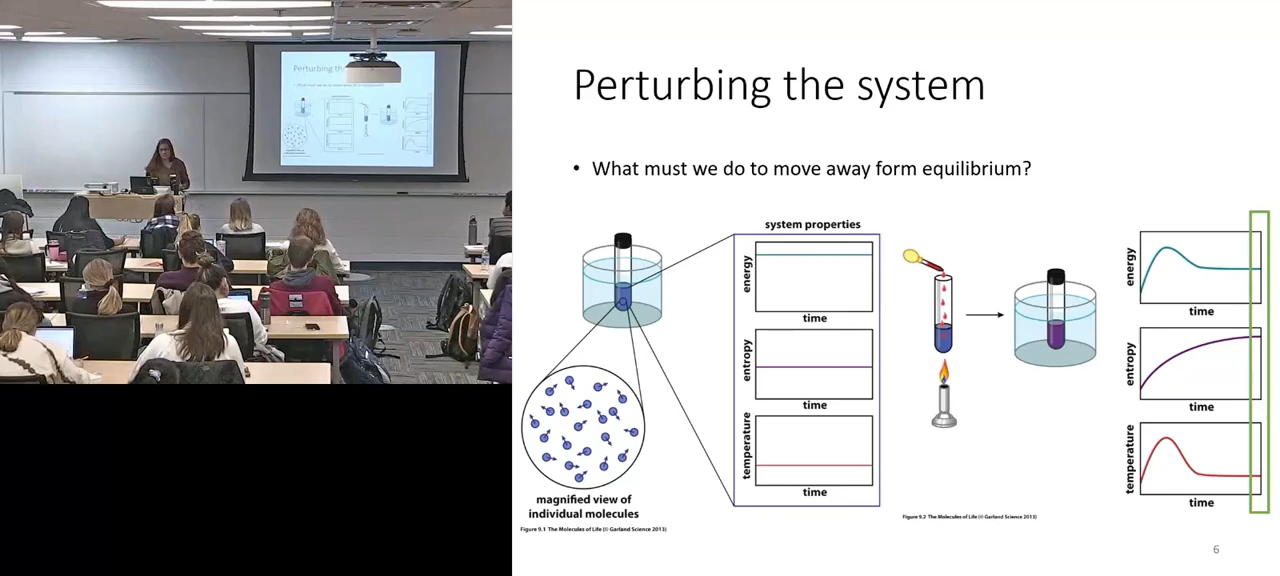 Perturbing the system
• What must we do to move away form equilibrium?
system properties
energy
time
entropy
time
temperature
time
magnified view of
individual molecules
Figure 9.1 The Molecules of Life (© Garland Science 2013)
Figure 9.2 The Molecules of Life (© Garland Science 2013)
energy
time
entropy
time
temperature
time
6
Perturbing th